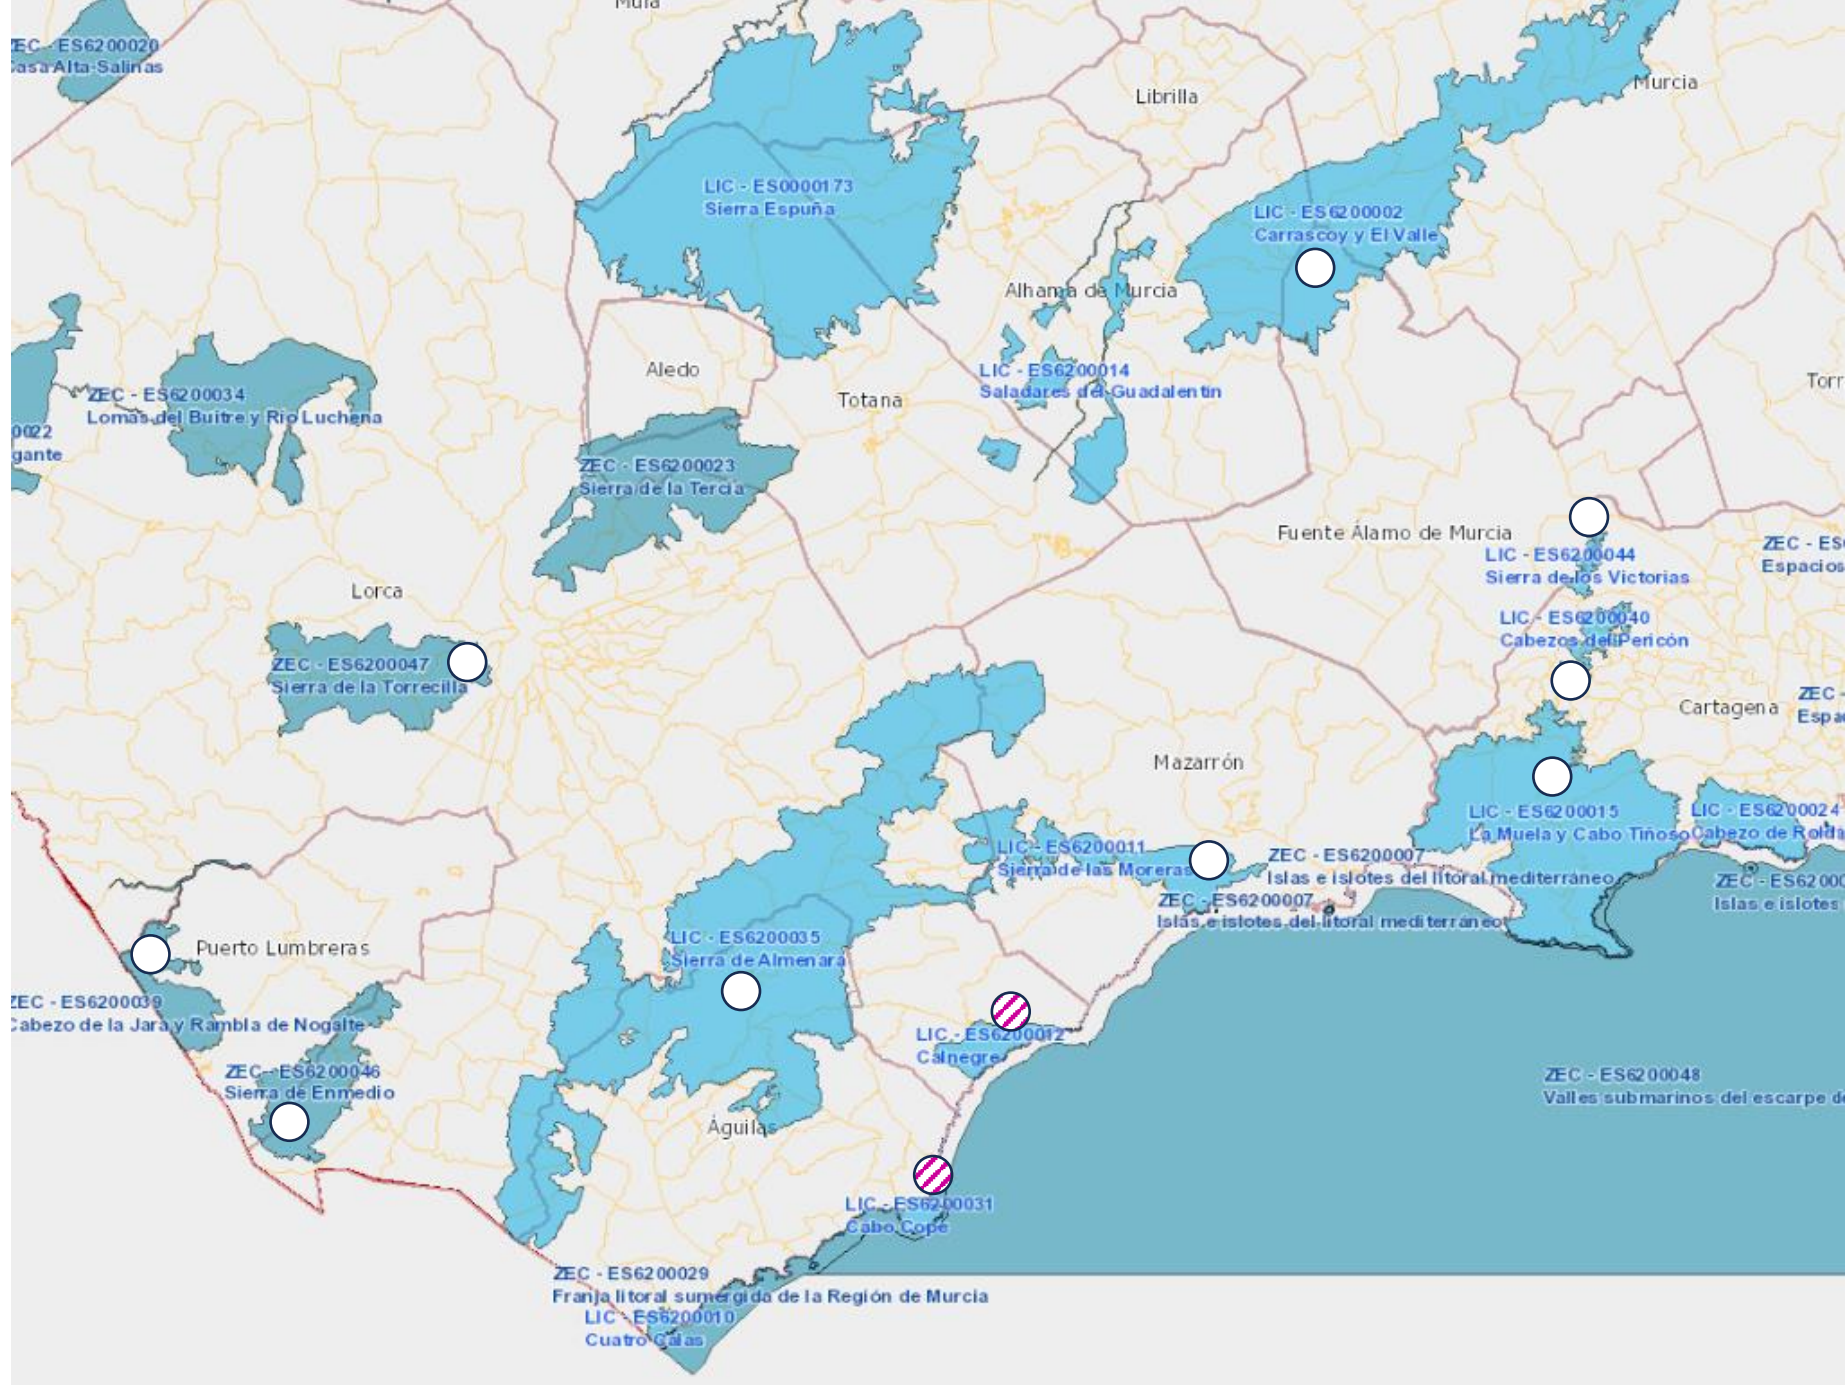 Mula
ZEC - ES6200020
Casa Alta-Salinas
Librilla
Murcia
LIC - ES0000173
Sierra Espuña
LIC - ES6200002
Carrascoy y El Valle
Alhama de Murcia
Aledo
Totana
LIC - ES6200014
Saladares del Guadalentín
Torr
ZEC - ES6200034
Lomas del Buitre y Río Luchena
0022
gante
ZEC - ES6200023
Sierra de la Tercia
Fuente Álamo de Murcia
LIC - ES6200044
Sierra de los Victorias
ZEC - ES
Espacios
Lorca
LIC - ES6200040
Cabezos del Pericón
ZEC - ES6200047
Sierra de la Torrecilla
Cartagena
ZEC -
Espa
Mazarrón
LIC - ES6200015
La Muela y Cabo Tiñoso
LIC - ES6200024
Cabezo de Rolda
LIC - ES6200011
Sierra de las Moreras
ZEC - ES6200007
Islas e islotes del litoral mediterráneo
ZEC - ES6200007
Islas e islotes del litoral mediterráneo
ZEC - ES62000
Islas e islotes
Puerto Lumbreras
LIC - ES6200035
Sierra de Almenara
ZEC - ES6200039
Cabezo de la Jara y Rambla de Nogalte
LIC - ES6200012
Calnegre
ZEC - ES6200046
Sierra de Enmedio
ZEC - ES6200048
Valles submarinos del escarpe de
Águilas
LIC - ES6200031
Cabo Cope
ZEC - ES6200029
Franja litoral sumergida de la Región de Murcia
LIC - ES6200010
Cuatro Calas